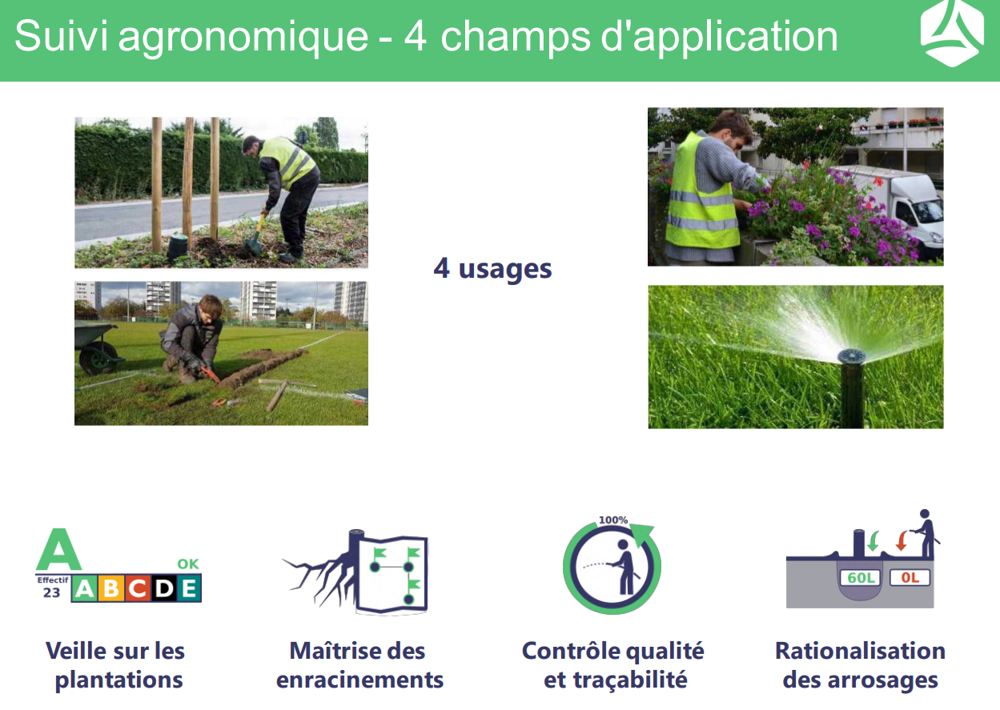 Suivi agronomique - 4 champs d'application
4 usages
A
OK
Effectif
23
A B C D E
100%
60L
0L
Veille sur les
plantations
Maîtrise des
enracinements
Contrôle qualité
et traçabilité
Rationalisation
des arrosages